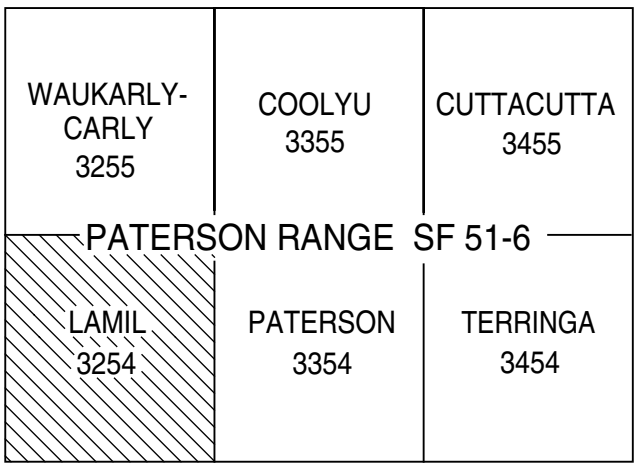 WAUKARLY-
CARLY
3255
COOLYU
3355
CUTTACUTTA
3455
PATERSON RANGE SF 51-6
LAMIL
3254
PATERSON
3354
TERRINGA
3454